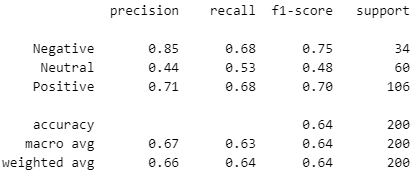 precision recall f1-score support
Negative 0.85 0.68 0.75 34
Neutral 0.44 0.53 0.48 60
Positive 0.71 0.68 0.70 106
accuracy 0.64 200
macro avg 0.67 0.63 0.64 200
weighted avg 0.66 0.64 0.64 200